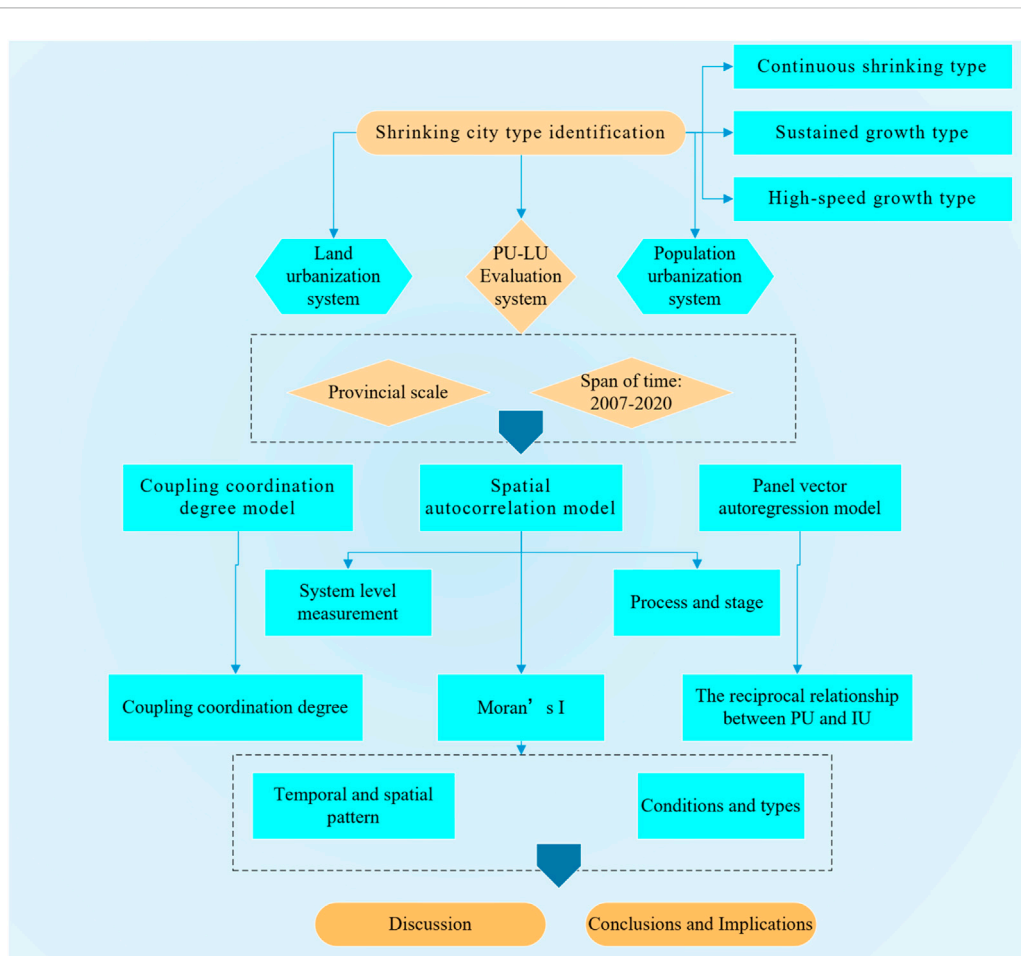 Continuous shrinking type
Shrinking city type identification
Sustained growth type
High-speed growth type
Land
urbanization
system
PU-LU
Evaluation
system
Population
urbanization
system
Provincial scale
Span of time:
2007-2020
Coupling coordination
degree model
Spatial
autocorrelation model
Panel vector
autoregression model
System level
measurement
Process and stage
Coupling coordination degree
Moran’s I
The reciprocal relationship
between PU and IU
Temporal and spatial
pattern
Conditions and types
Discussion
Conclusions and Implications